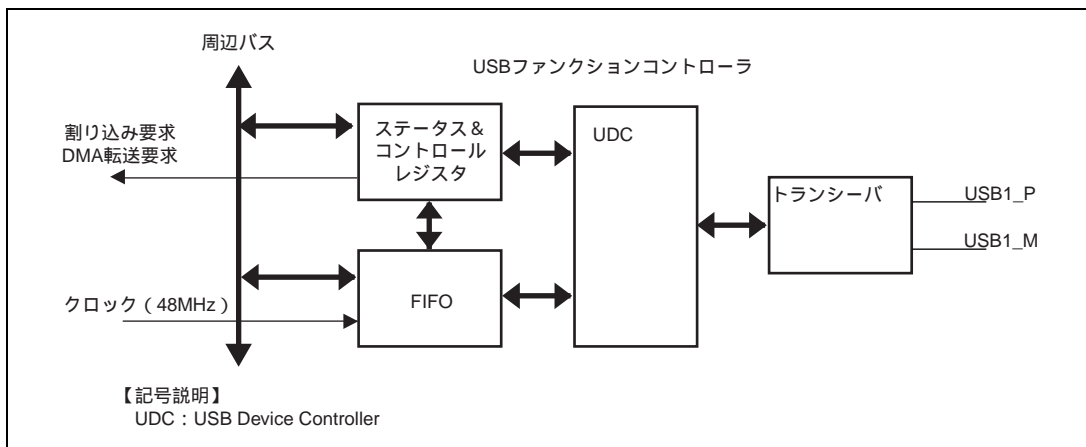 周辺バス
USBファンクションコントローラ
割り込み要求
DMA転送要求
ステータス＆
コントロール
レジスタ
UDC
トランシーバ
USB1_P
USB1_M
クロック（48MHz）
FIFO
【記号説明】
UDC：USB Device Controller